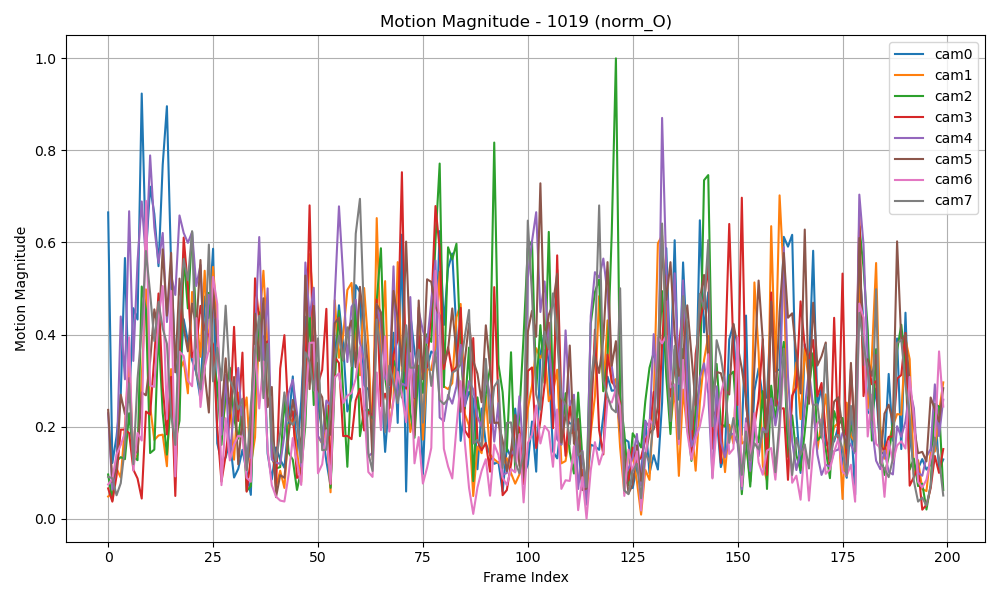 Motion Magnitude - 1019 (norm_O)
Motion Magnitude
1.0
0.8
0.6
0.4
0.2
0.0
0 25 50 75 100 125 150 175 200
Frame Index
cam0
cam1
cam2
cam3
cam4
cam5
cam6
cam7